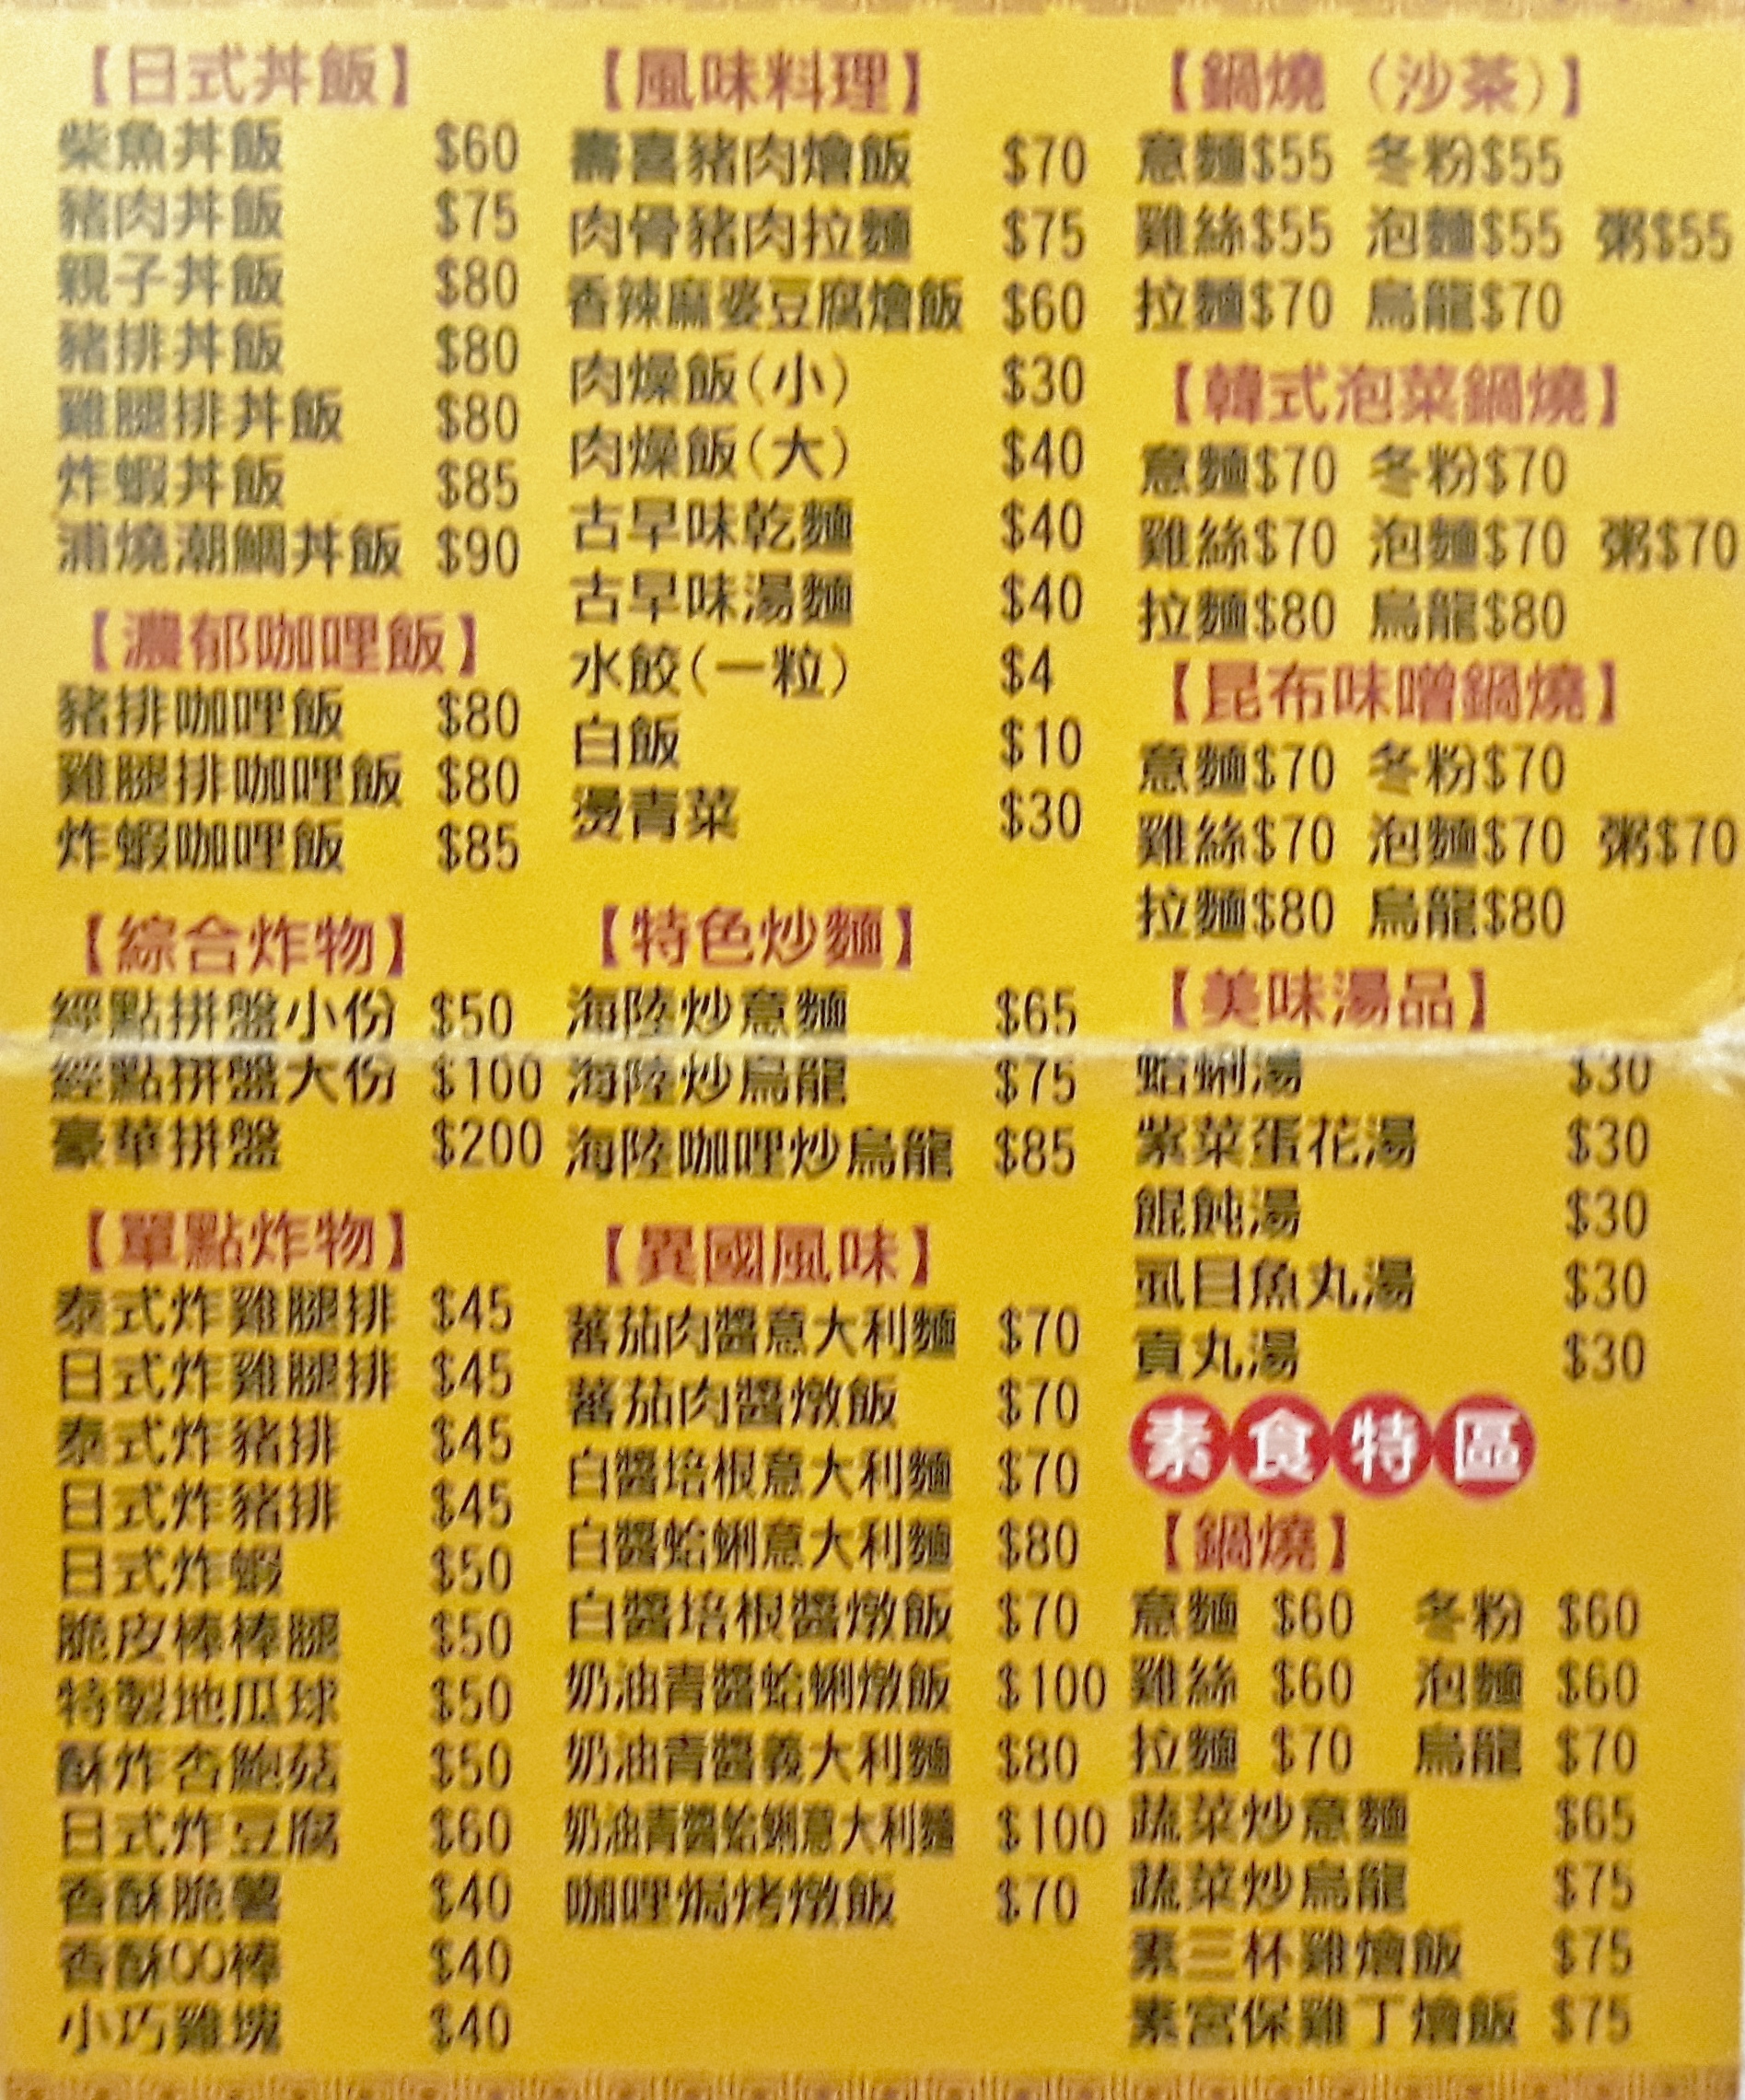 【日式丼飯】
柴魚丼飯 $60
豬肉丼飯 $75
親子丼飯 $80
豬排丼飯 $80
雞腿排丼飯 $80
炸蝦丼飯 $85
浦燒潮鯛丼飯 $90
【濃郁咖哩飯】
豬排咖哩飯 $80
雞腿排咖哩飯 $80
炸蝦咖哩飯 $85
【綜合炸物】
經點拼盤小份 $50
經點拼盤大份 $100
豪華拼盤 $200
【單點炸物】
泰式炸雞腿排 $45
日式炸雞腿排 $45
泰式炸豬排 $45
日式炸豬排 $45
日式炸蝦 $50
脆皮棒棒腿 $50
特製地瓜球 $50
酥炸杏鮑菇 $50
日式炸豆腐 $60
香酥脆薯 $40
香酥QQ棒 $40
小巧雞塊 $40
【風味料理】
壽喜豬肉燴飯 $70
肉骨豬肉拉麵 $75
香辣麻婆豆腐燴飯 $60
肉燥飯(小) $30
肉燥飯(大) $40
古早味乾麵 $40
古早味湯麵 $40
水餃(一粒) $4
白飯 $10
燙青菜 $30
【特色炒麵】
海陸炒意麵 $65
海陸炒烏龍 $75
海陸咖哩炒烏龍 $85
【異國風味】
蕃茄肉醬意大利麵 $70
蕃茄肉醬燉飯 $70
白醬培根意大利麵 $70
白醬蛤蜊意大利麵 $80
白醬培根醬燉飯 $70
奶油青醬蛤蜊燉飯 $100
奶油青醬義大利麵 $80
奶油青醬蛤蜊意大利麵 $100
咖哩焗烤燉飯 $70
【鍋燒(沙茶)】
意麵$55 冬粉$55
雞絲$55 泡麵$55 粥$55
拉麵$70 烏龍$70
【韓式泡菜鍋燒】
意麵$70 冬粉$70
雞絲$70 泡麵$70 粥$70
拉麵$80 烏龍$80
【昆布味噌鍋燒】
意麵$70 冬粉$70
雞絲$70 泡麵$70 粥$70
拉麵$80 烏龍$80
【美味湯品】
蛤蜊湯 $30
紫菜蛋花湯 $30
餛飩湯 $30
虱目魚丸湯 $30
貢丸湯 $30
素食特區
【鍋燒】
意麵 $60 冬粉 $60
雞絲 $60 泡麵 $60
拉麵 $70 烏龍 $70
蔬菜炒意麵 $65
蔬菜炒烏龍 $75
素三杯雞燴飯 $75
素宮保雞丁燴飯 $75